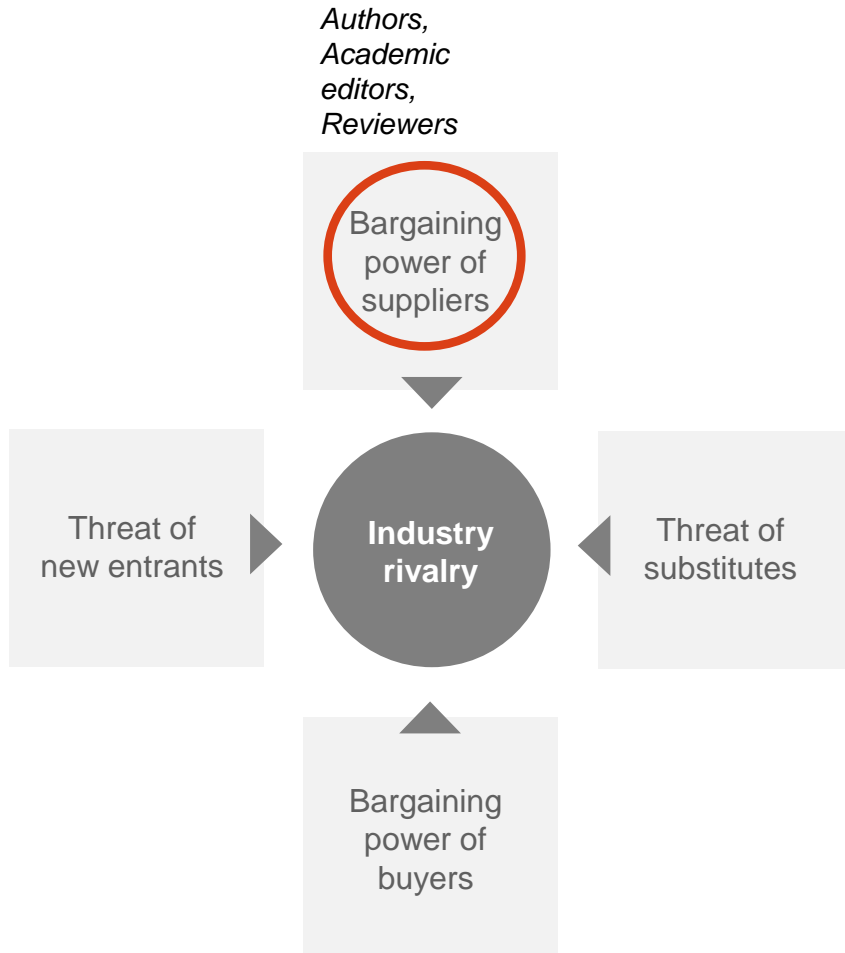 Authors,
Academic
editors,
Reviewers
Bargaining
power of
suppliers
Threat of
new entrants
Industry
rivalry
Threat of
substitutes
Bargaining
power of
buyers